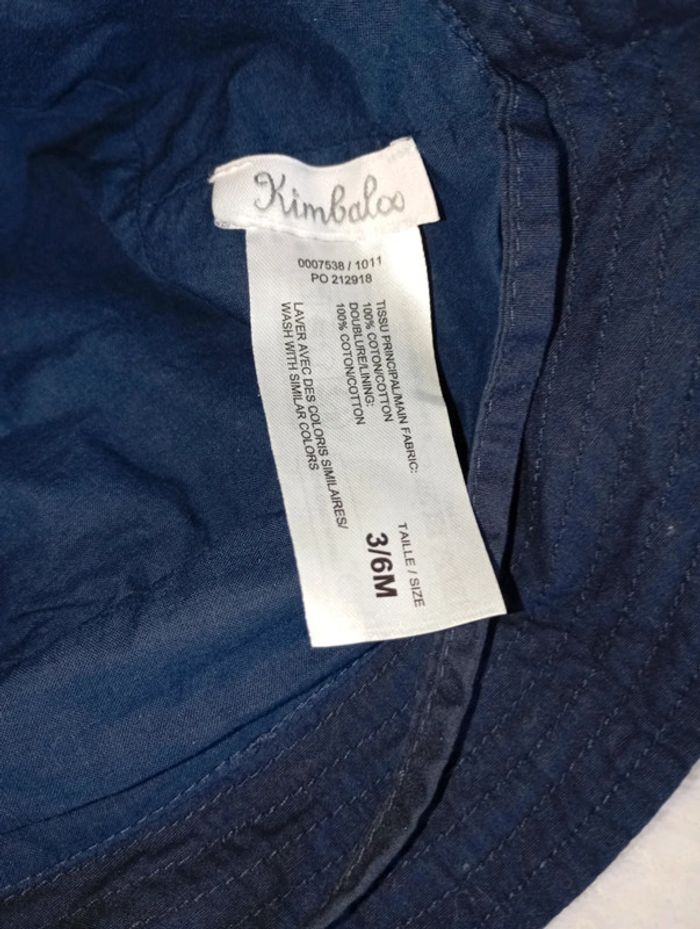 Kimbaloo
0007538 / 1011
PO 212918
TISSU PRINCIPAL/MAIN FABRIC:
100% COTON/COTTON
DOUBLURE/LINING:
100% COTON/COTTON
LAVER AVEC DES COLORIS SIMILAIRES/
WASH WITH SIMILAR COLORS
TAILLE / SIZE
3/6M